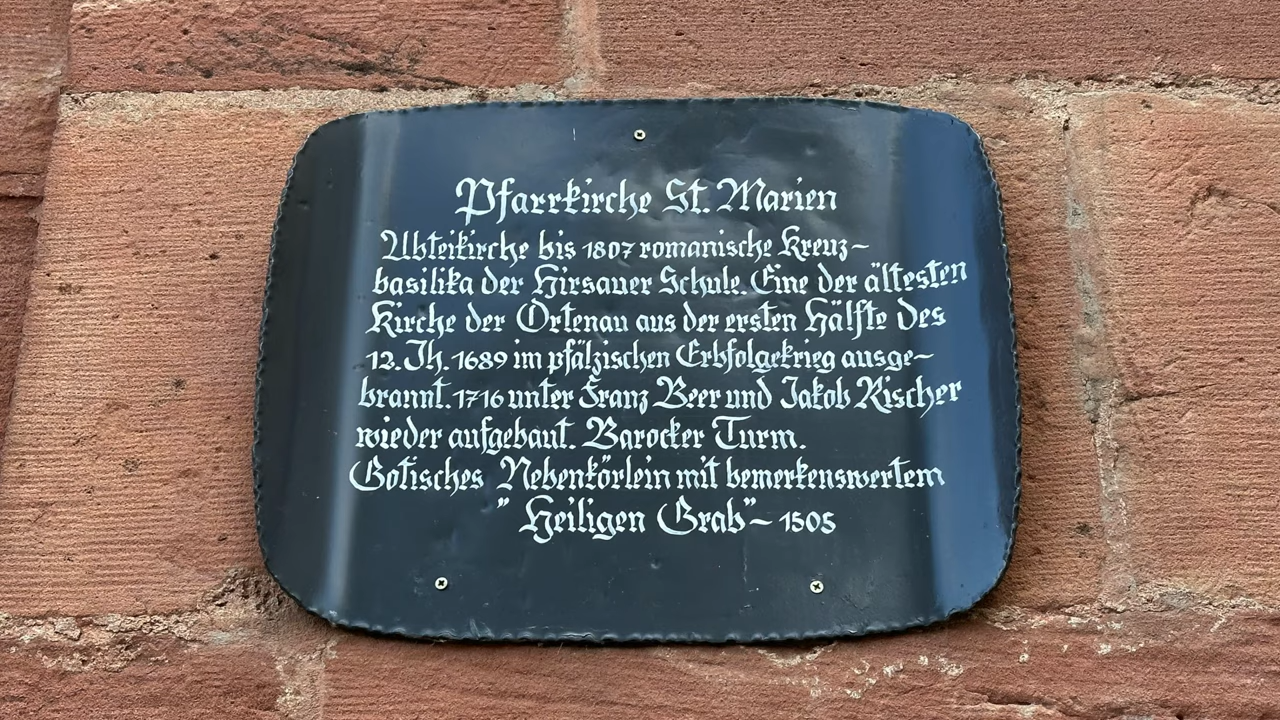 Pfarrkirche St. Marien
Abteikirche bis 1807 romanische Kreuz-
basilika der Hirsauer Schule. Eine der ältesten
Kirche der Ortenau aus der ersten Hälfte des
12. Jh. 1689 im pfälzischen Erbfolgekrieg ausge-
brannt. 1716 unter Franz Beer und Jakob Rischer
wieder aufgebaut. Barocker Turm.
Gotisches Nebenkörlein mit bemerkenswertem
" Heiligen Grab" - 1505